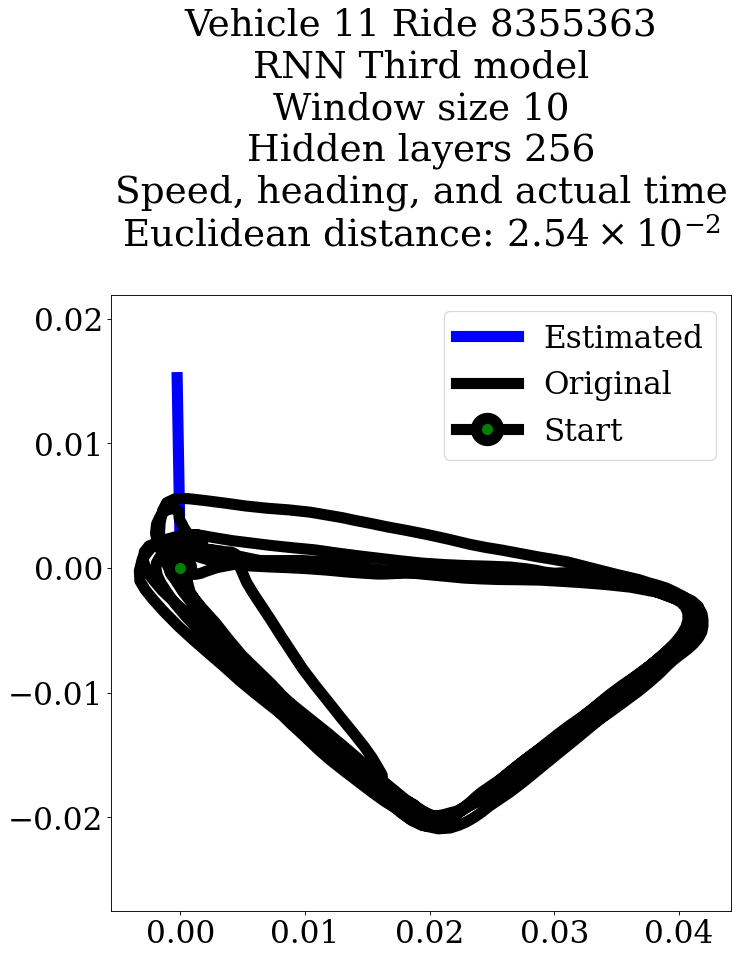 Vehicle 11 Ride 8355363
RNN Third model
Window size 10
Hidden layers 256
Speed, heading, and actual time
Euclidean distance: 2.54 × 10⁻²
0.02
0.01
0.00
−0.01
−0.02
Estimated
Original
Start
0.00 0.01 0.02 0.03 0.04